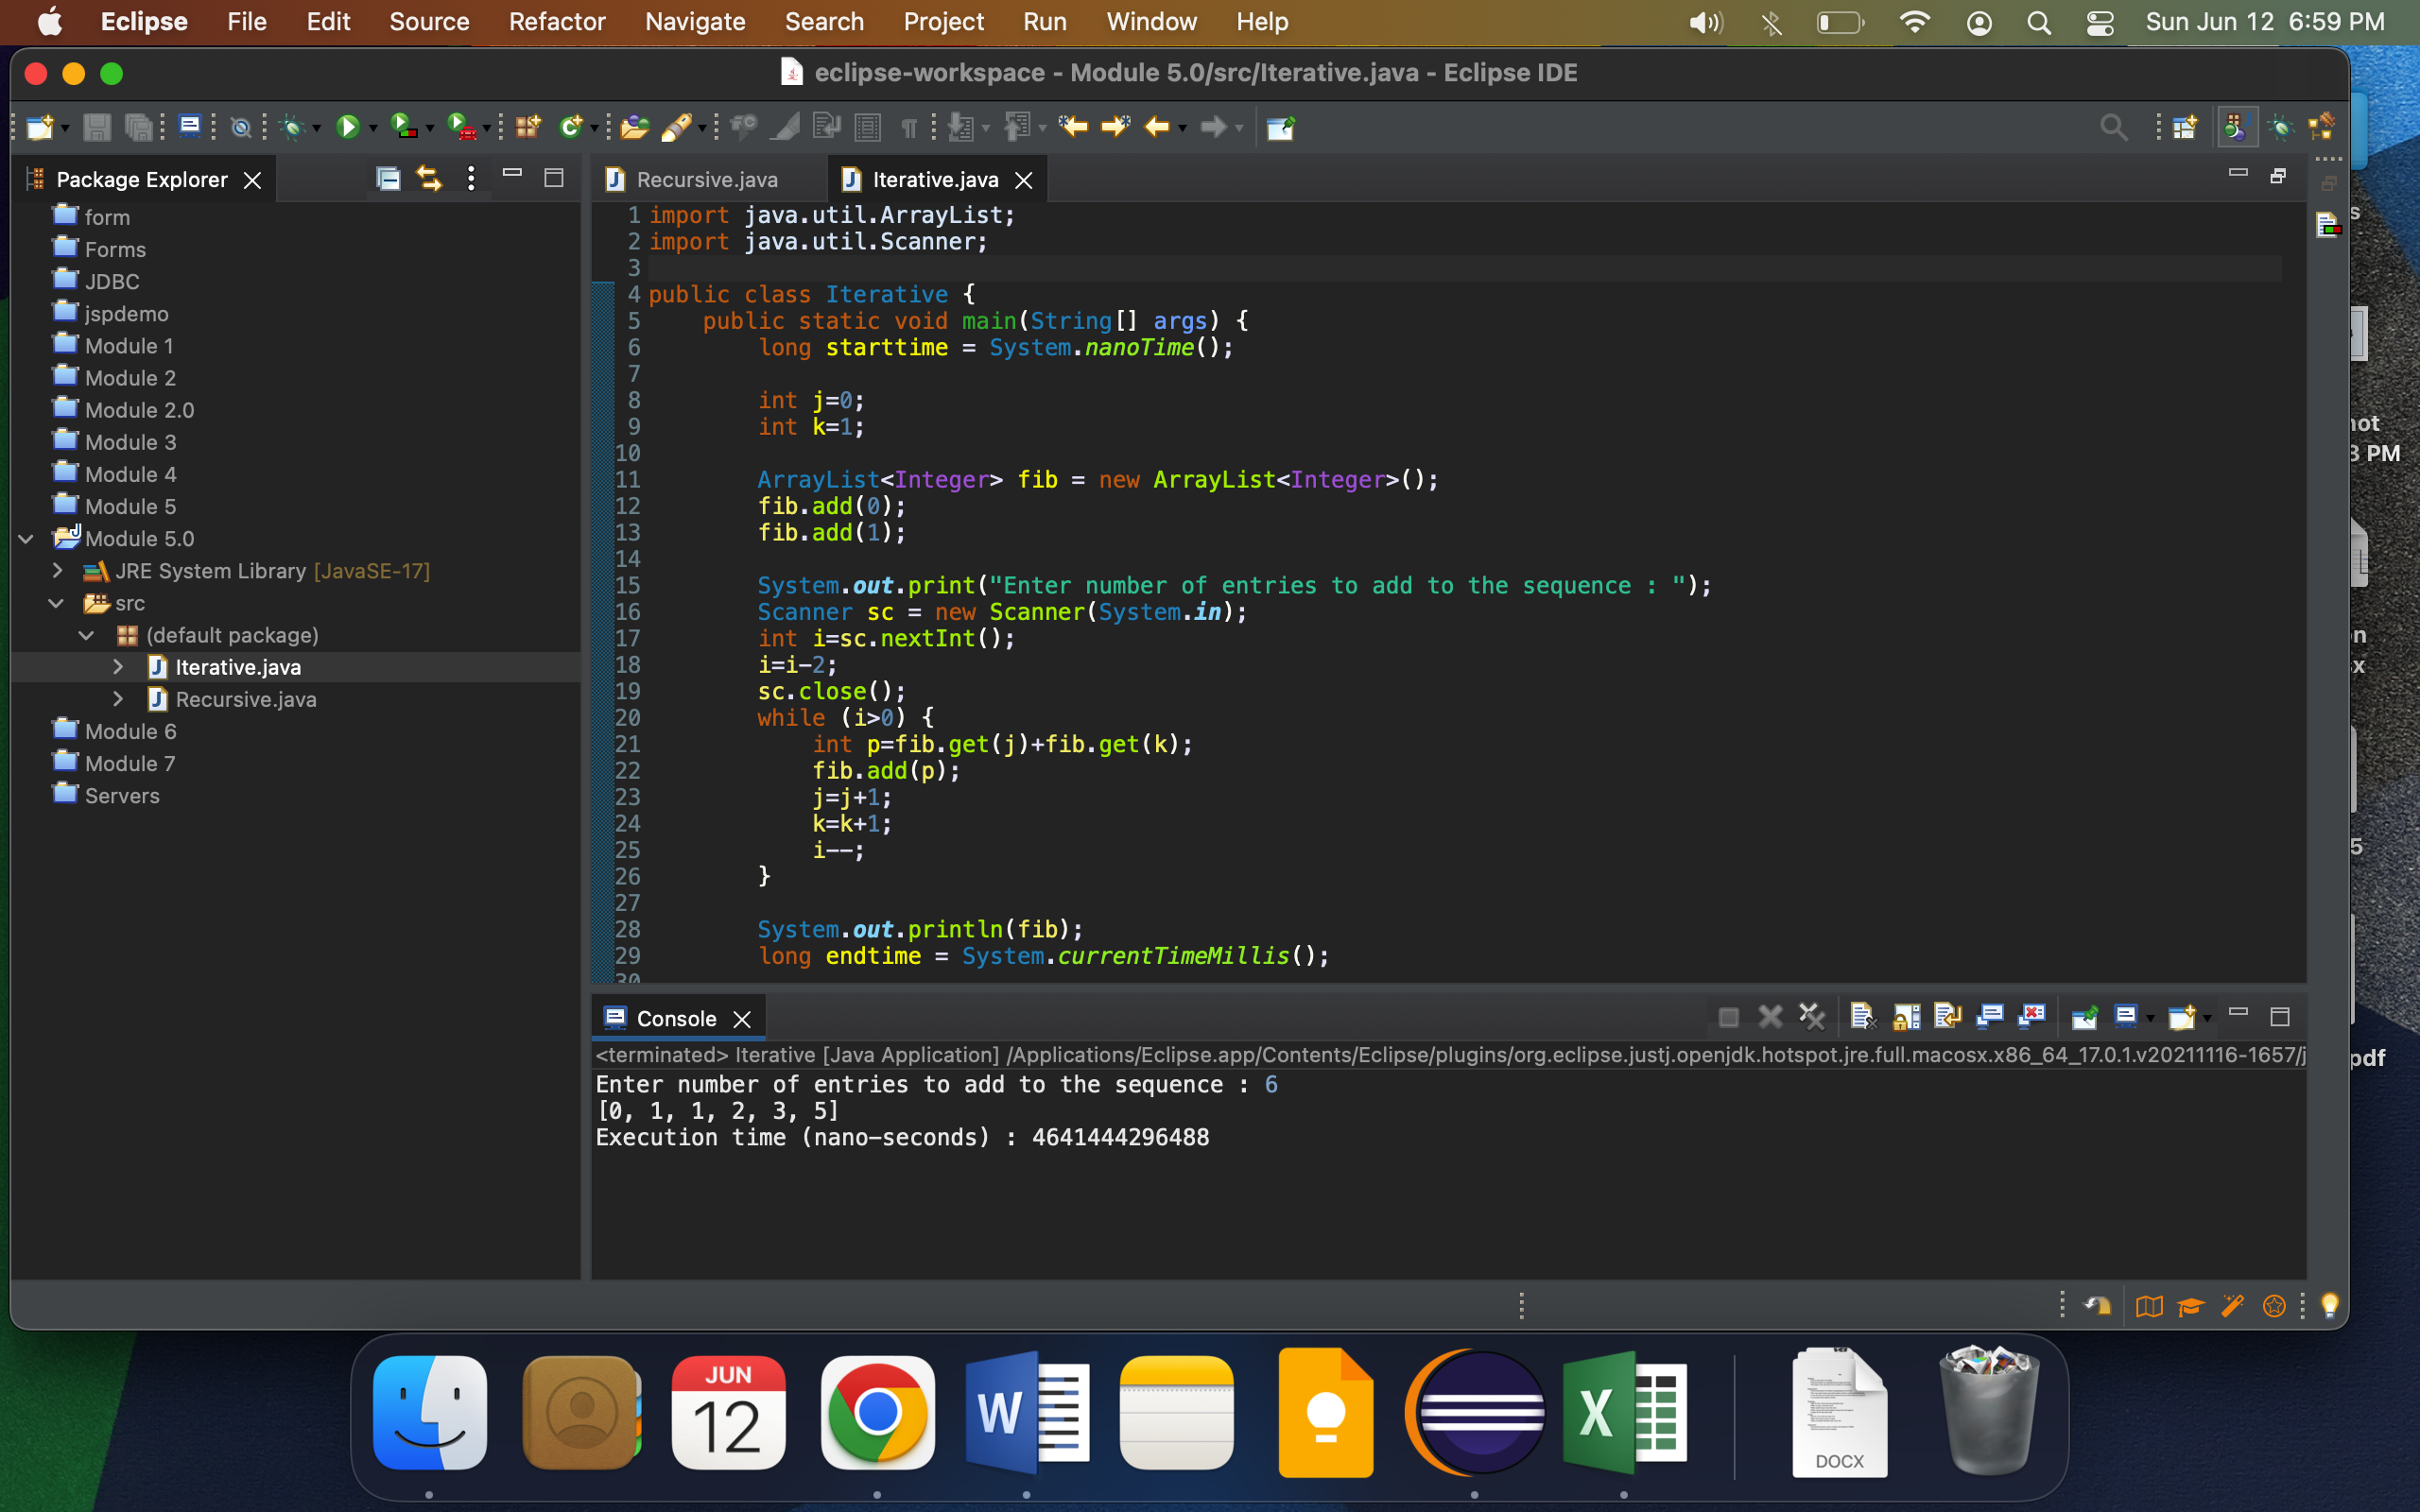 Eclipse File Edit Source Refactor Navigate Search Project Run Window Help Sun Jun 12 6:59 PM
eclipse-workspace - Module 5.0/src/Iterative.java - Eclipse IDE
Package Explorer
form
Forms
JDBC
jspdemo
Module 1
Module 2
Module 2.0
Module 3
Module 4
Module 5
Module 5.0
JRE System Library [JavaSE-17]
src
(default package)
Iterative.java
Recursive.java
Module 6
Module 7
Servers
Recursive.java Iterative.java
1 import java.util.ArrayList;
2 import java.util.Scanner;
3
4 public class Iterative {
5 public static void main(String[] args) {
6 long starttime = System.nanoTime();
7
8 int j=0;
9 int k=1;
10
11 ArrayList<Integer> fib = new ArrayList<Integer>();
12 fib.add(0);
13 fib.add(1);
14
15 System.out.print("Enter number of entries to add to the sequence : ");
16 Scanner sc = new Scanner(System.in);
17 int i=sc.nextInt();
18 i=i-2;
19 sc.close();
20 while (i>0) {
21 int p=fib.get(j)+fib.get(k);
22 fib.add(p);
23 j=j+1;
24 k=k+1;
25 i--;
26 }
27
28 System.out.println(fib);
29 long endtime = System.currentTimeMillis();
30
Console
<terminated> Iterative [Java Application] /Applications/Eclipse.app/Contents/Eclipse/plugins/org.eclipse.justj.openjdk.hotspot.jre.full.macosx.x86_64_17.0.1.v20211116-1657/j
Enter number of entries to add to the sequence : 6
[0, 1, 1, 2, 3, 5]
Execution time (nano-seconds) : 4641444296488
PM
pdf
JUN
12
W
X
DOCX